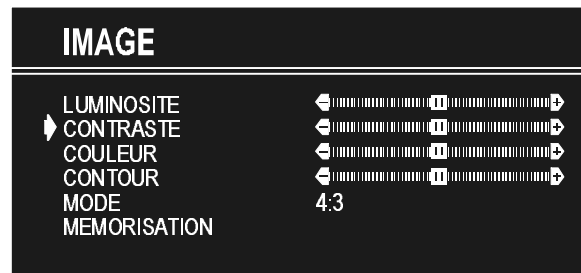 IMAGE
LUMINOSITE
CONTRASTE
COULEUR
CONTOUR
MODE 4:3
MEMORISATION